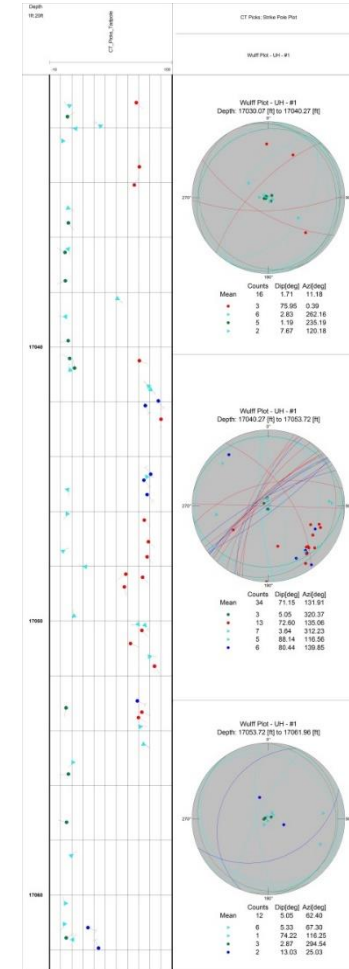 Depth
CT_Picks_Tadpole
CT Picks; Strike Pole Plot
Wulff Plot - UH - #1
Wulff Plot - UH - #1
Depth: 17030.07 [ft] to 17040.27 [ft]
0°
270°
180°
Counts Dip[deg] Azi[deg]
Mean 16 1.71 11.18
3 75.95 0.39
6 2.83 262.16
5 1.19 235.19
2 7.67 120.18
17040
Wulff Plot - UH - #1
Depth: 17040.27 [ft] to 17053.72 [ft]
0°
270°
180°
Counts Dip[deg] Azi[deg]
Mean 34 71.15 131.91
3 5.05 320.37
13 72.60 135.06
7 3.64 312.23
5 88.14 116.56
6 80.44 139.85
17050
Wulff Plot - UH - #1
Depth: 17053.72 [ft] to 17061.96 [ft]
0°
270°
180°
Counts Dip[deg] Azi[deg]
Mean 12 5.05 62.40
6 5.33 67.30
1 74.22 116.25
3 2.87 294.54
2 13.03 25.03
17060